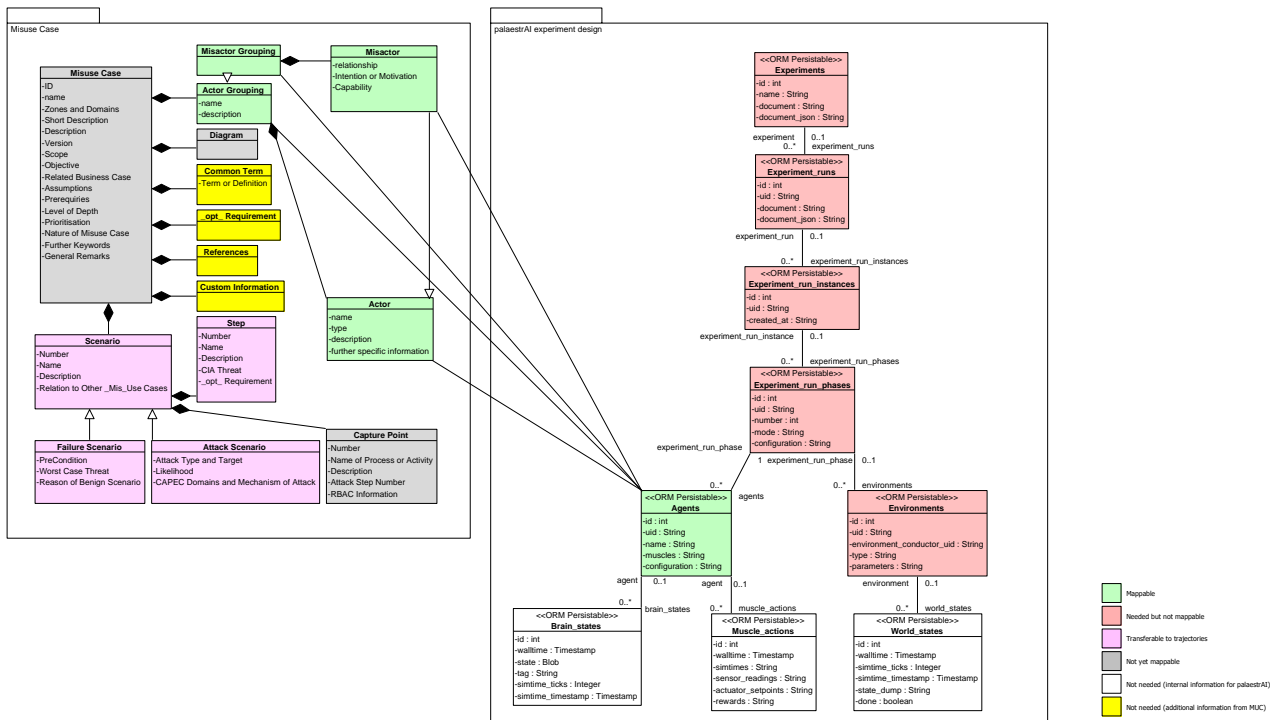 Misuse Case
Misuse Case
-ID
-name
-Zones and Domains
-Short Description
-Description
-Version
-Scope
-Objective
-Related Business Case
-Assumptions
-Prerequiries
-Level of Depth
-Prioritisation
-Nature of Misuse Case
-Further Keywords
-General Remarks
Misactor Grouping
Actor Grouping
-name
-description
Diagram
Common Term
-Term or Definition
_opt_ Requirement
References
Custom Information
Misactor
-relationship
-Intention or Motivation
-Capability
Actor
-name
-type
-description
-further specific information
Scenario
-Number
-Name
-Description
-Relation to Other _Mis_Use Cases
Step
-Number
-Name
-Description
-CIA Threat
-_opt_ Requirement
Failure Scenario
-PreCondition
-Worst Case Threat
-Reason of Benign Scenario
Attack Scenario
-Attack Type and Target
-Likelihood
-CAPEC Domains and Mechanism of Attack
Capture Point
-Number
-Name of Process or Activity
-Description
-Attack Step Number
-RBAC Information
palaestrAI experiment design
<<ORM Persistable>>
Experiments
-id : int
-name : String
-document : String
-document_json : String
experiment 0..1
0..* experiment_runs
<<ORM Persistable>>
Experiment_runs
-id : int
-uid : String
-document : String
-document_json : String
experiment_run 0..1
0..* experiment_run_instances
<<ORM Persistable>>
Experiment_run_instances
-id : int
-uid : String
-created_at : String
experiment_run_instance 0..1
0..* experiment_run_phases
<<ORM Persistable>>
Experiment_run_phases
-id : int
-uid : String
-number : int
-mode : String
-configuration : String
experiment_run_phase
1 experiment_run_phase 0..1
0..* agents
0..* environments
<<ORM Persistable>>
Agents
-id : int
-uid : String
-name : String
-muscles : String
-configuration : String
<<ORM Persistable>>
Environments
-id : int
-uid : String
-environment_conductor_uid : String
-type : String
-parameters : String
agent 0..1
agent 0..1
environment 0..1
0..* brain_states
0..* muscle_actions
0..* world_states
<<ORM Persistable>>
Brain_states
-id : int
-walltime : Timestamp
-state : Blob
-tag : String
-simtime_ticks : Integer
-simtime_timestamp : Timestamp
<<ORM Persistable>>
Muscle_actions
-id : int
-walltime : Timestamp
-simtimes : String
-sensor_readings : String
-actuator_setpoints : String
-rewards : String
<<ORM Persistable>>
World_states
-id : int
-walltime : Timestamp
-simtime_ticks : Integer
-simtime_timestamp : Timestamp
-state_dump : String
-done : boolean
Mappable
Needed but not mappable
Transferable to trajectories
Not yet mappable
Not needed (internal information for palaestrAI)
Not needed (additional information from MUC)